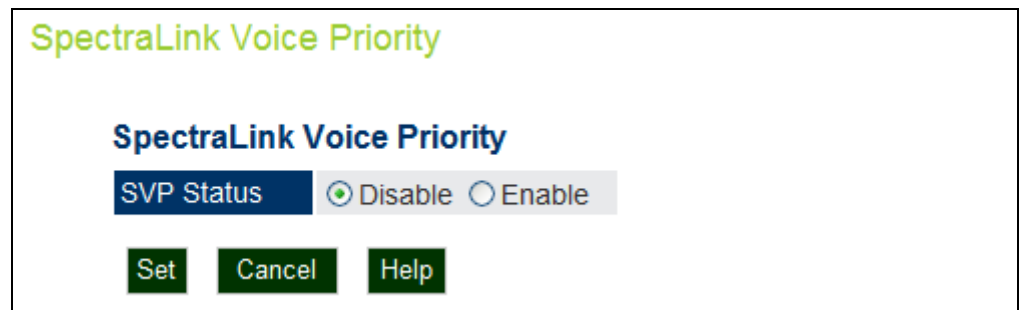 SpectraLink Voice Priority
SpectraLink Voice Priority
SVP Status Disable Enable
Set Cancel Help